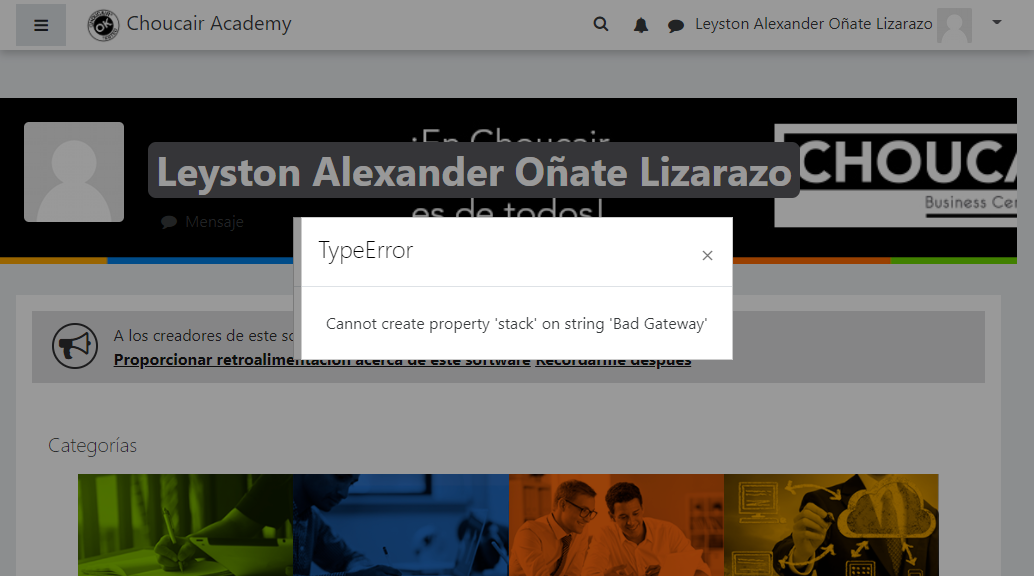 Choucair Academy
Leyston Alexander Oñate Lizarazo
¡En Choucair
Leyston Alexander Oñate Lizarazo
CHOUCA
es de todos!
Business Cen
Mensaje
TypeError
×
Cannot create property 'stack' on string 'Bad Gateway'
A los creadores de este so
Proporcionar retroalimentación acerca de este software Recordarme después
Categorías